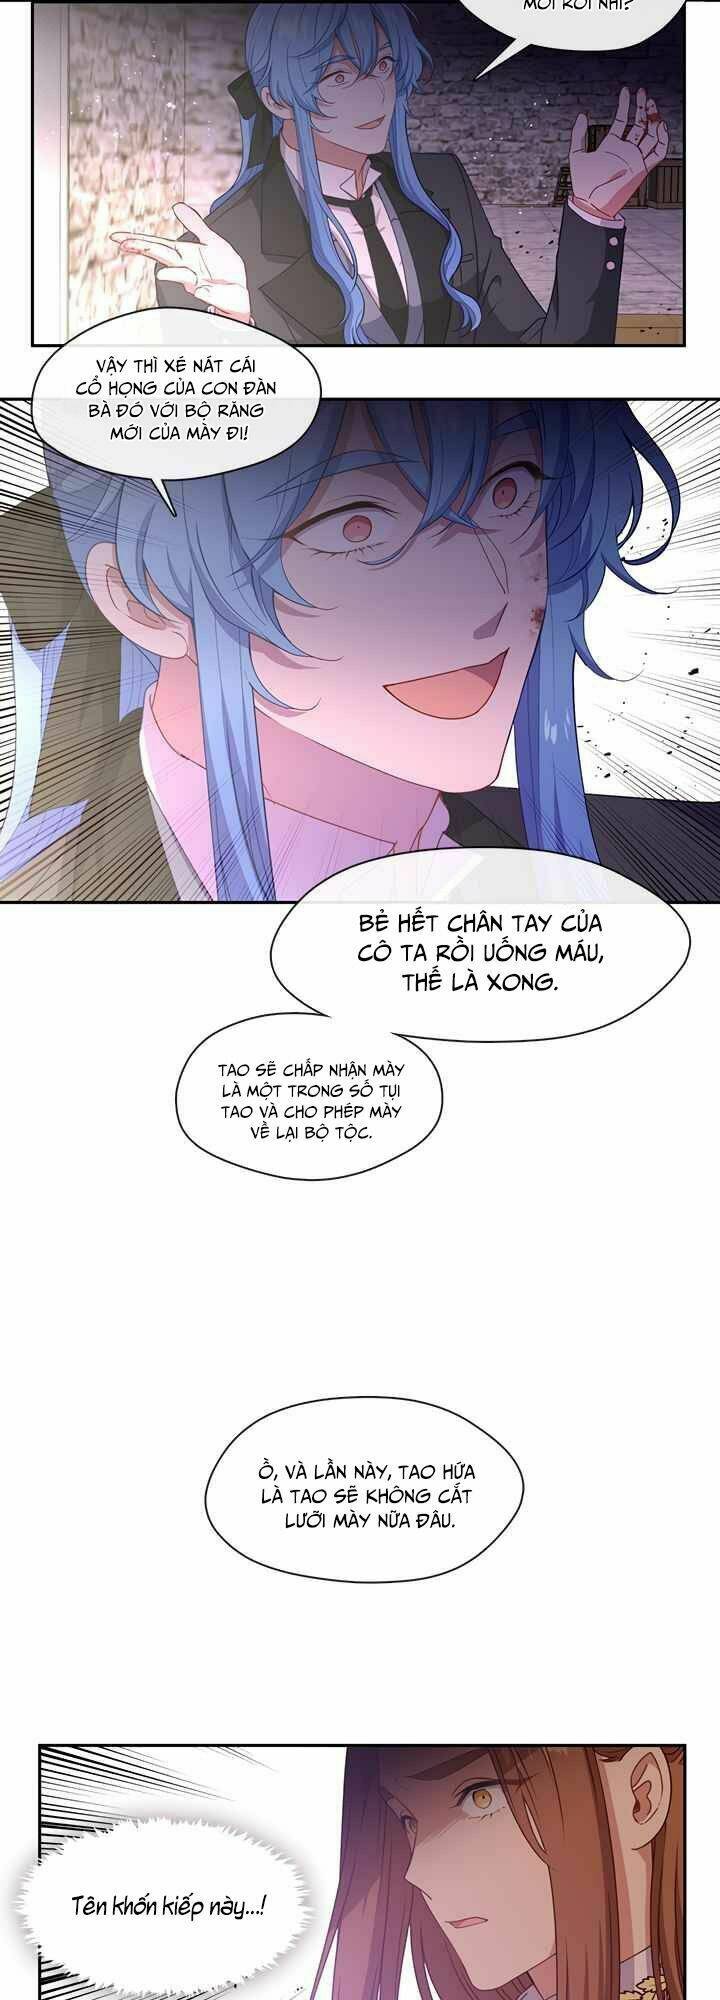 MỚI RỒI NHỈ?
VẬY THÌ XÉ NÁT CÁI
CỔ HỌNG CỦA CON ĐÀN
BÀ ĐÓ VỚI BỘ RĂNG
MỚI CỦA MÀY ĐI!
BẺ HẾT CHÂN TAY CỦA
CÔ TA RỒI UỐNG MÁU,
THẾ LÀ XONG.
TAO SẼ CHẤP NHẬN MÀY
LÀ MỘT TRONG SỐ TỤI
TAO VÀ CHO PHÉP MÀY
VỀ LẠI BỘ TỘC.
Ồ, VÀ LẦN NÀY, TAO HỨA
LÀ TAO SẼ KHÔNG CẮT
LƯỠI MÀY NỮA ĐÂU.
Tên khốn kiếp này...!